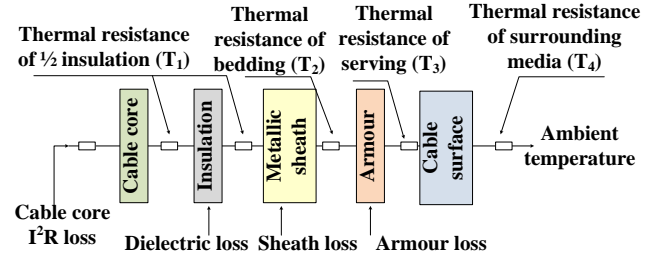 Thermal resistance
of ½ insulation (T₁)
Thermal
resistance of
bedding (T₂)
Thermal
resistance of
serving (T₃)
Thermal resistance
of surrounding
media (T₄)
Cable core
Insulation
Metallic
sheath
Armour
Cable
surface
Ambient
temperature
Cable core
I²R loss
Dielectric loss
Sheath loss
Armour loss